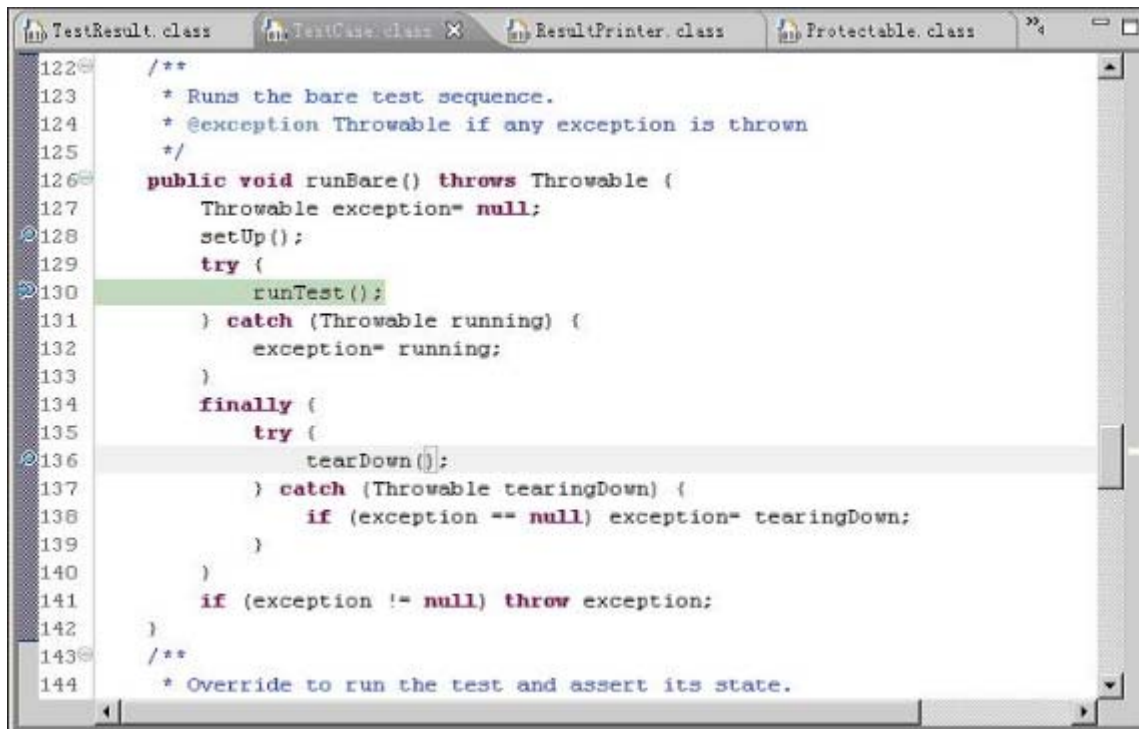 TestResult.class TestCase.class ResultPrinter.class Protectable.class »4
122 /**
123 * Runs the bare test sequence.
124 * @exception Throwable if any exception is thrown
125 */
126 public void runBare() throws Throwable {
127 Throwable exception= null;
128 setUp();
129 try {
130 runTest();
131 } catch (Throwable running) {
132 exception= running;
133 }
134 finally {
135 try {
136 tearDown();
137 } catch (Throwable tearingDown) {
138 if (exception == null) exception= tearingDown;
139 }
140 }
141 if (exception != null) throw exception;
142 }
143 /**
144 * Override to run the test and assert its state.